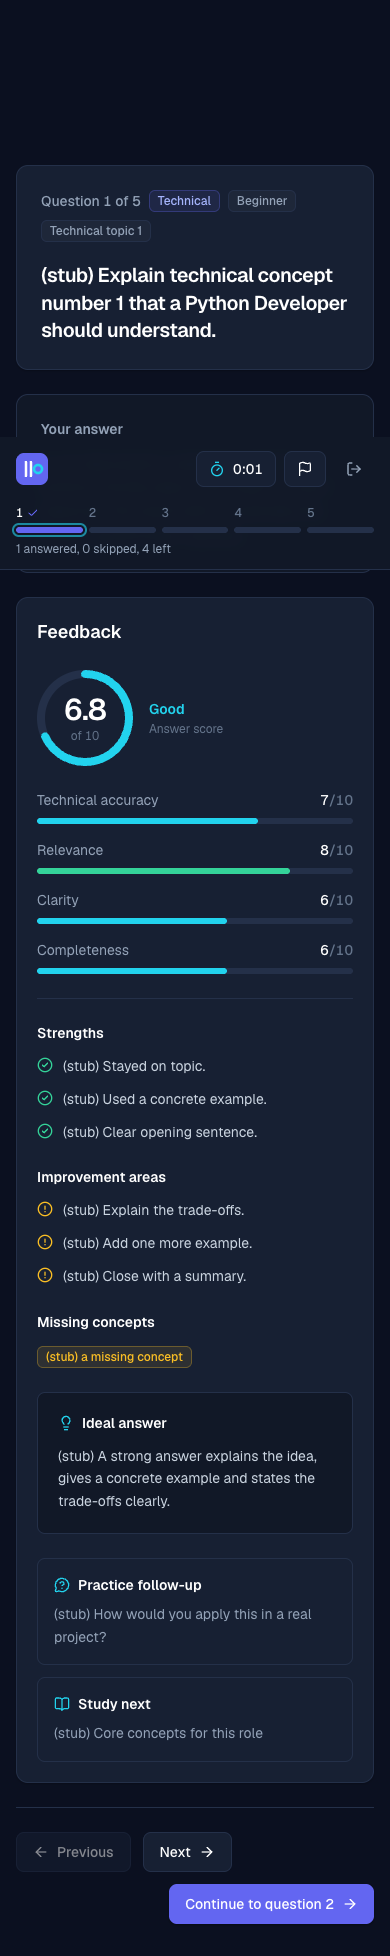 Question 1 of 5 Technical Beginner
Technical topic 1
(stub) Explain technical concept
number 1 that a Python Developer
should understand.
Your answer
0:01
1 2 3 4 5
1 answered, 0 skipped, 4 left
Feedback
6.8
of 10
Good
Answer score
Technical accuracy 7/10
Relevance 8/10
Clarity 6/10
Completeness 6/10
Strengths
(stub) Stayed on topic.
(stub) Used a concrete example.
(stub) Clear opening sentence.
Improvement areas
(stub) Explain the trade-offs.
(stub) Add one more example.
(stub) Close with a summary.
Missing concepts
(stub) a missing concept
Ideal answer
(stub) A strong answer explains the idea,
gives a concrete example and states the
trade-offs clearly.
Practice follow-up
(stub) How would you apply this in a real
project?
Study next
(stub) Core concepts for this role
Previous Next
Continue to question 2